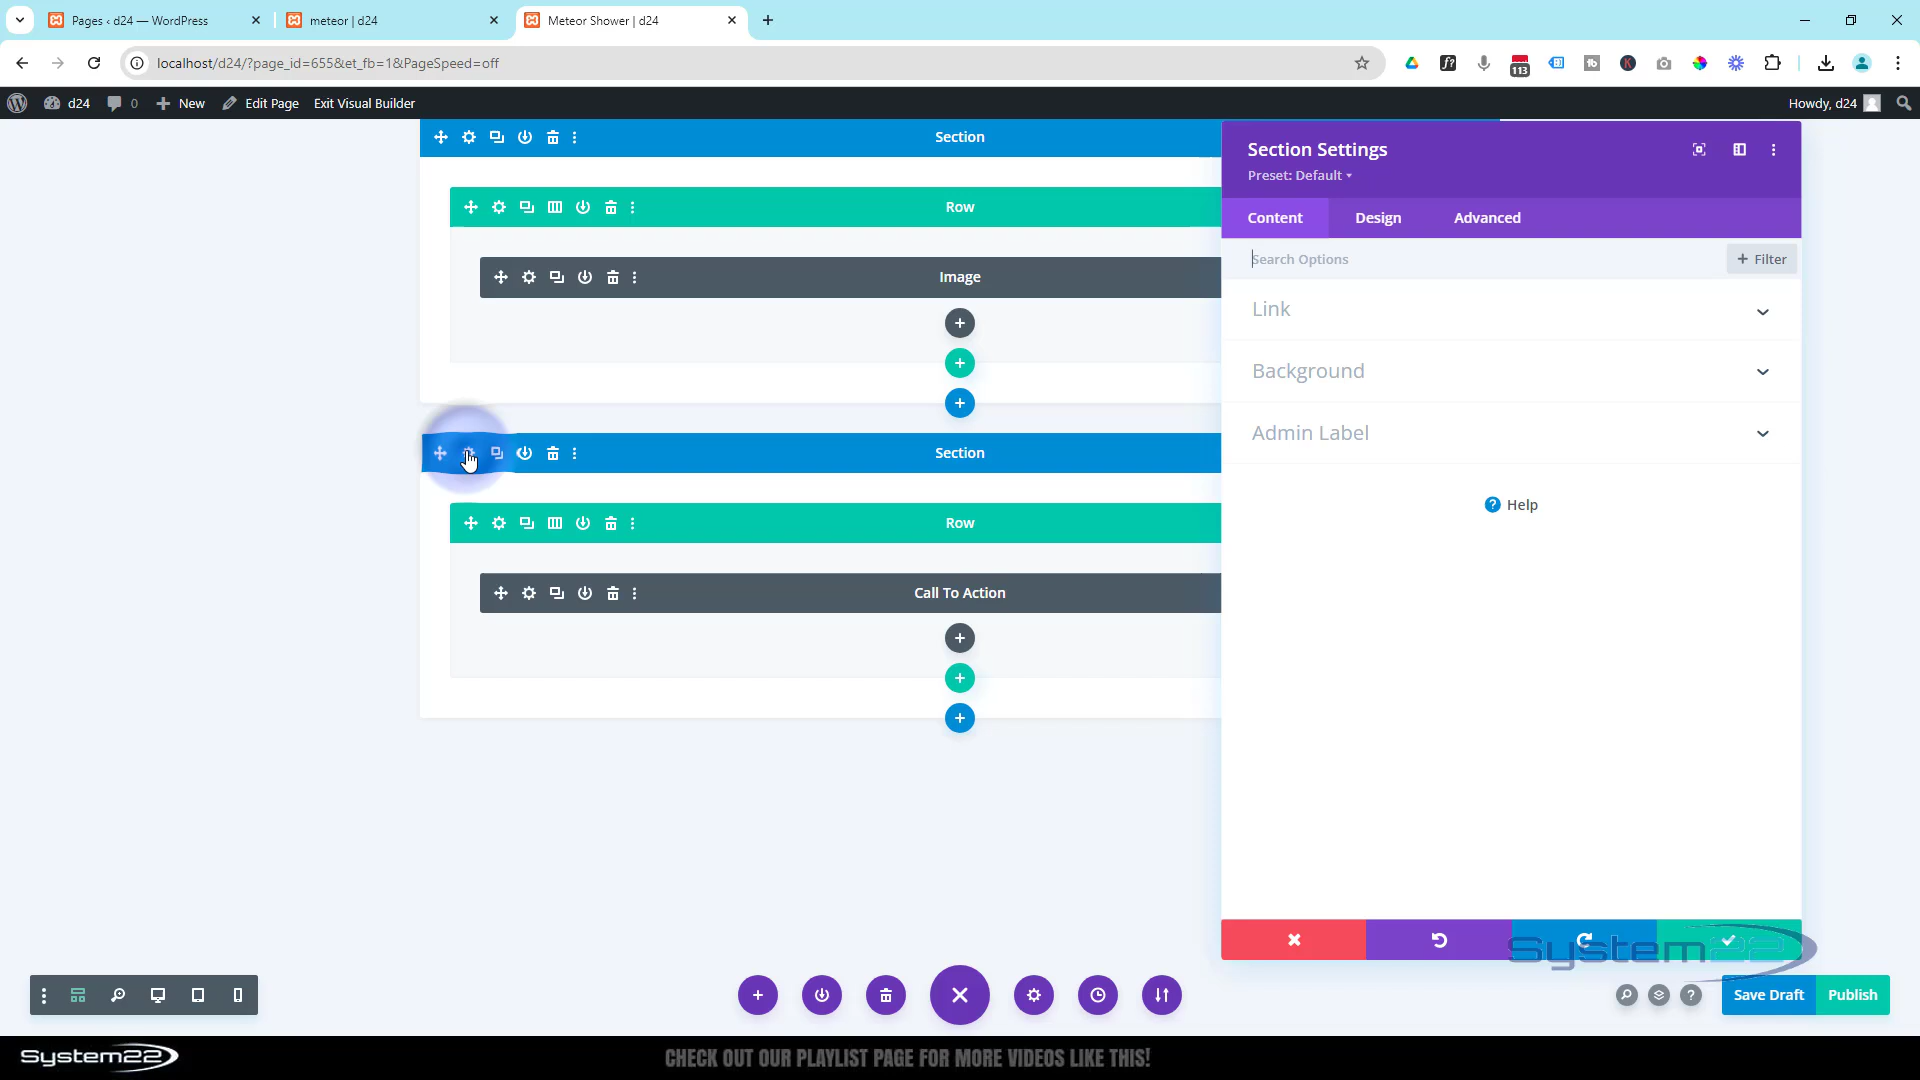 Pages ‹ d24 — WordPress
meteor | d24
Meteor Shower | d24
localhost/d24/?page_id=655&et_fb=1&PageSpeed=off
113
d24
0
New
Edit Page
Exit Visual Builder
Howdy, d24
Section
Row
Image
Section
Row
Call To Action
Section Settings
Preset: Default
Content
Design
Advanced
Search Options
+ Filter
Link
Background
Admin Label
Help
System22
Save Draft
Publish
System22
CHECK OUT OUR PLAYLIST PAGE FOR MORE VIDEOS LIKE THIS!